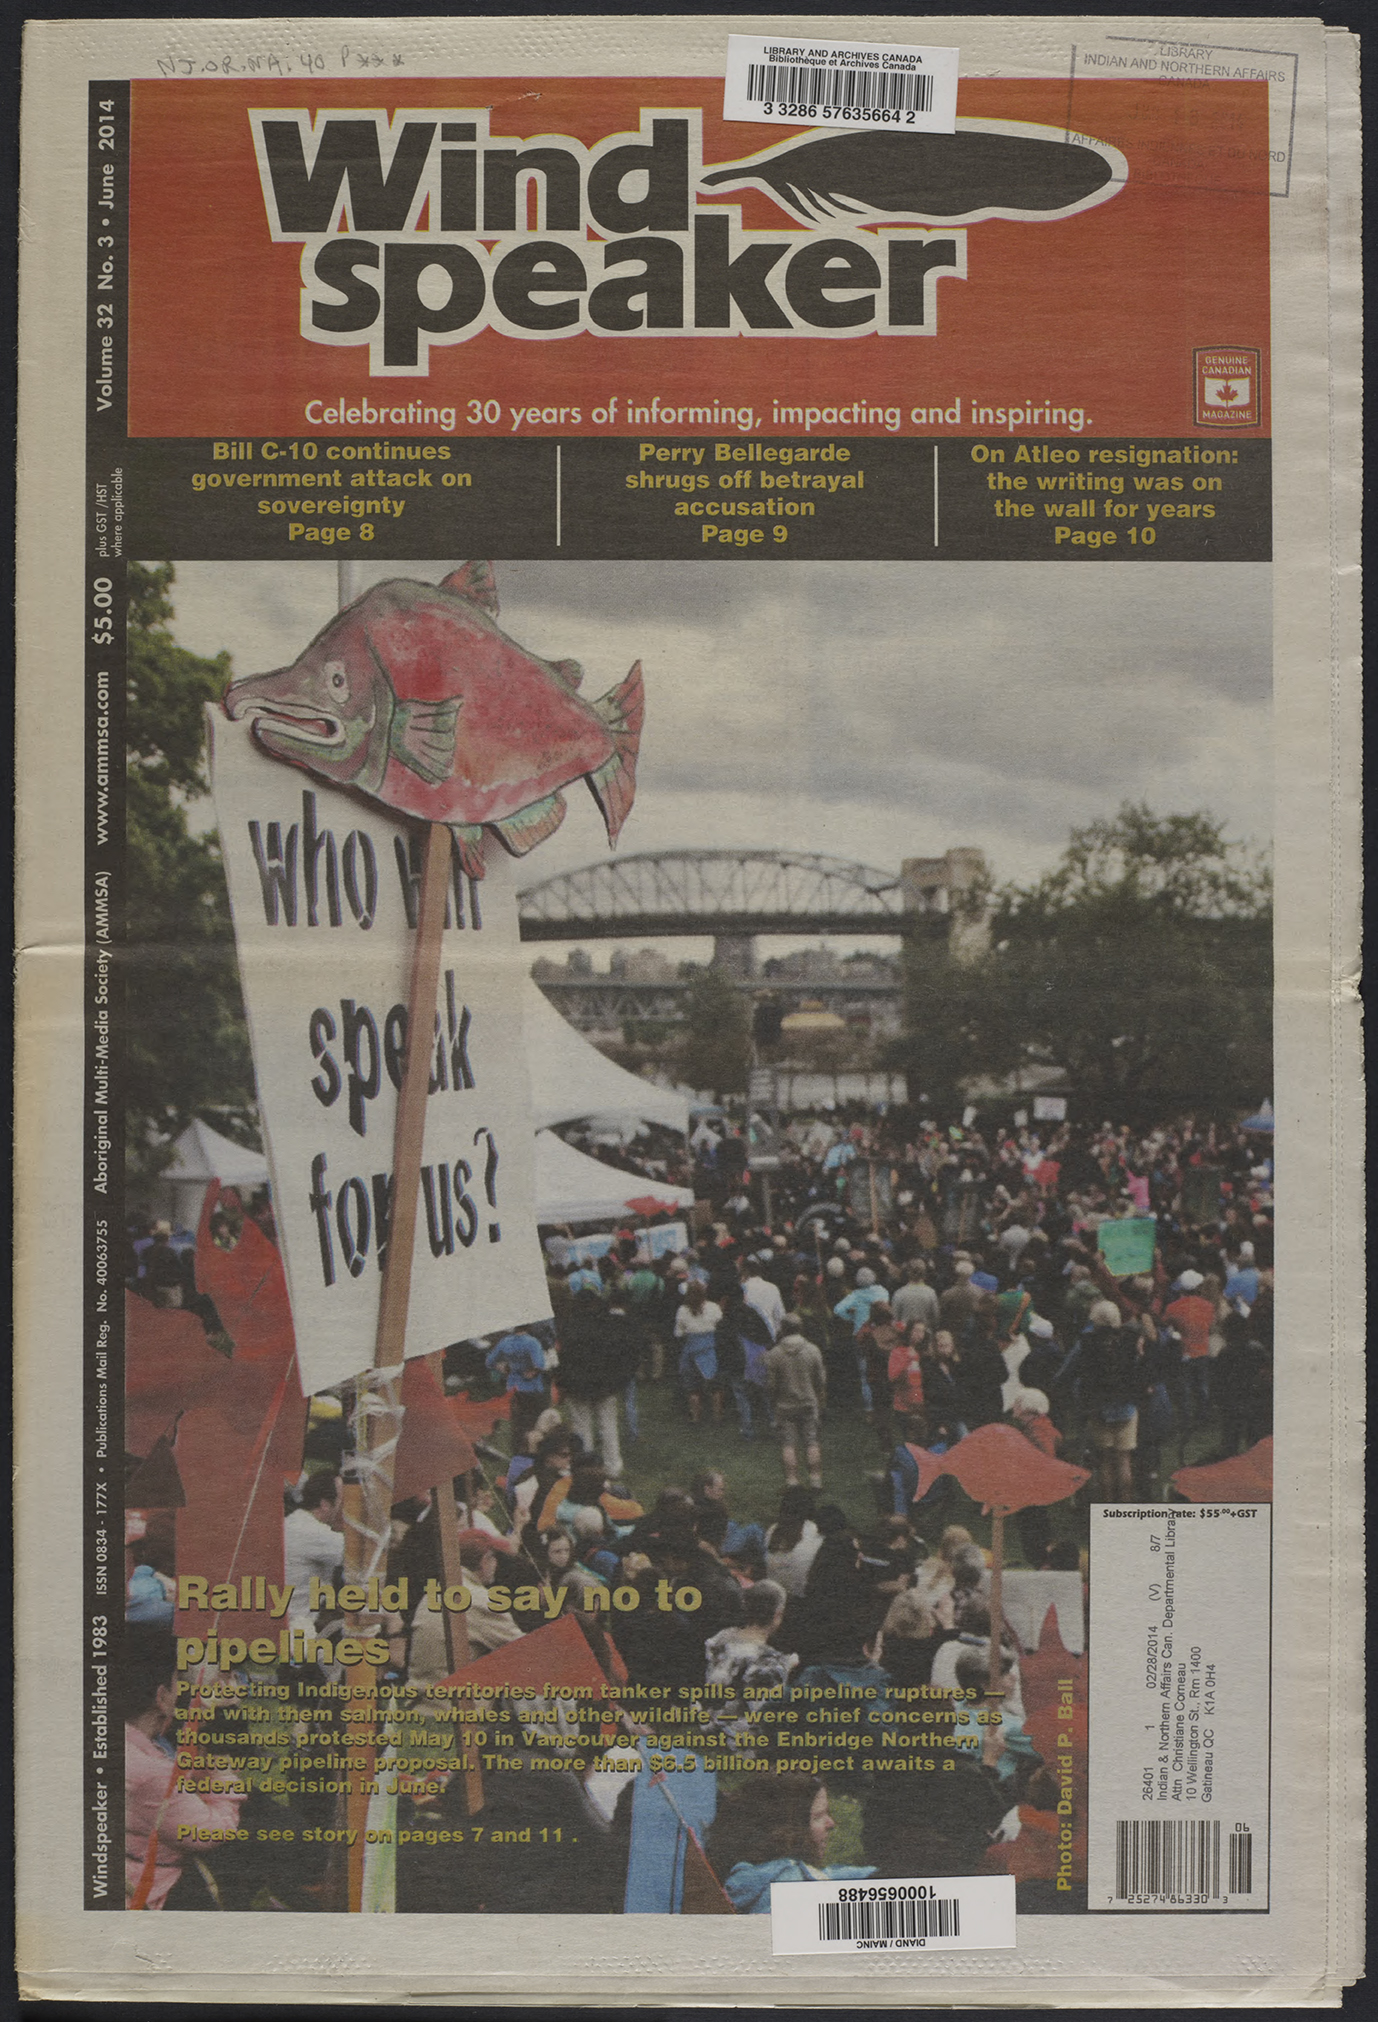 NJ.OR.NA. 40 P***
LIBRARY AND ARCHIVES CANADA
Bibliothèque et Archives Canada
3 3286 57635664 2
LIBRARY
INDIAN AND NORTHERN AFFAIRS
CANADA
Wind
speaker
Celebrating 30 years of informing, impacting and inspiring.
GENUINE
CANADIAN
MAGAZINE
Volume 32 No. 3 • June 2014
plus GST /HST
where applicable
$5.00
www.ammsa.com
Aboriginal Multi-Media Society (AMMSA)
ISSN 0834 - 177X • Publications Mail Reg. No. 40063755
Windspeaker • Established 1983
Bill C-10 continues
government attack on
sovereignty
Page 8
Perry Bellegarde
shrugs off betrayal
accusation
Page 9
On Atleo resignation:
the writing was on
the wall for years
Page 10
who will
speak
for us?
Rally held to say no to
pipelines
Protecting Indigenous territories from tanker spills and pipeline ruptures —
and with them salmon, whales and other wildlife — were chief concerns as
thousands protested May 10 in Vancouver against the Enbridge Northern
Gateway pipeline proposal. The more than $6.5 billion project awaits a
federal decision in June.
Please see story on pages 7 and 11 .
Photo: David P. Ball
Subscription rate: $55.00+GST
26401 1 02/28/2014 (V) 8/7
Indian & Northern Affairs Can. Departmental Library
Attn Christiane Comeau
10 Wellington St., Rm 1400
Gatineau QC K1A 0H4
06
7 25274 86330 3
1000656488
DIAND / MAINC